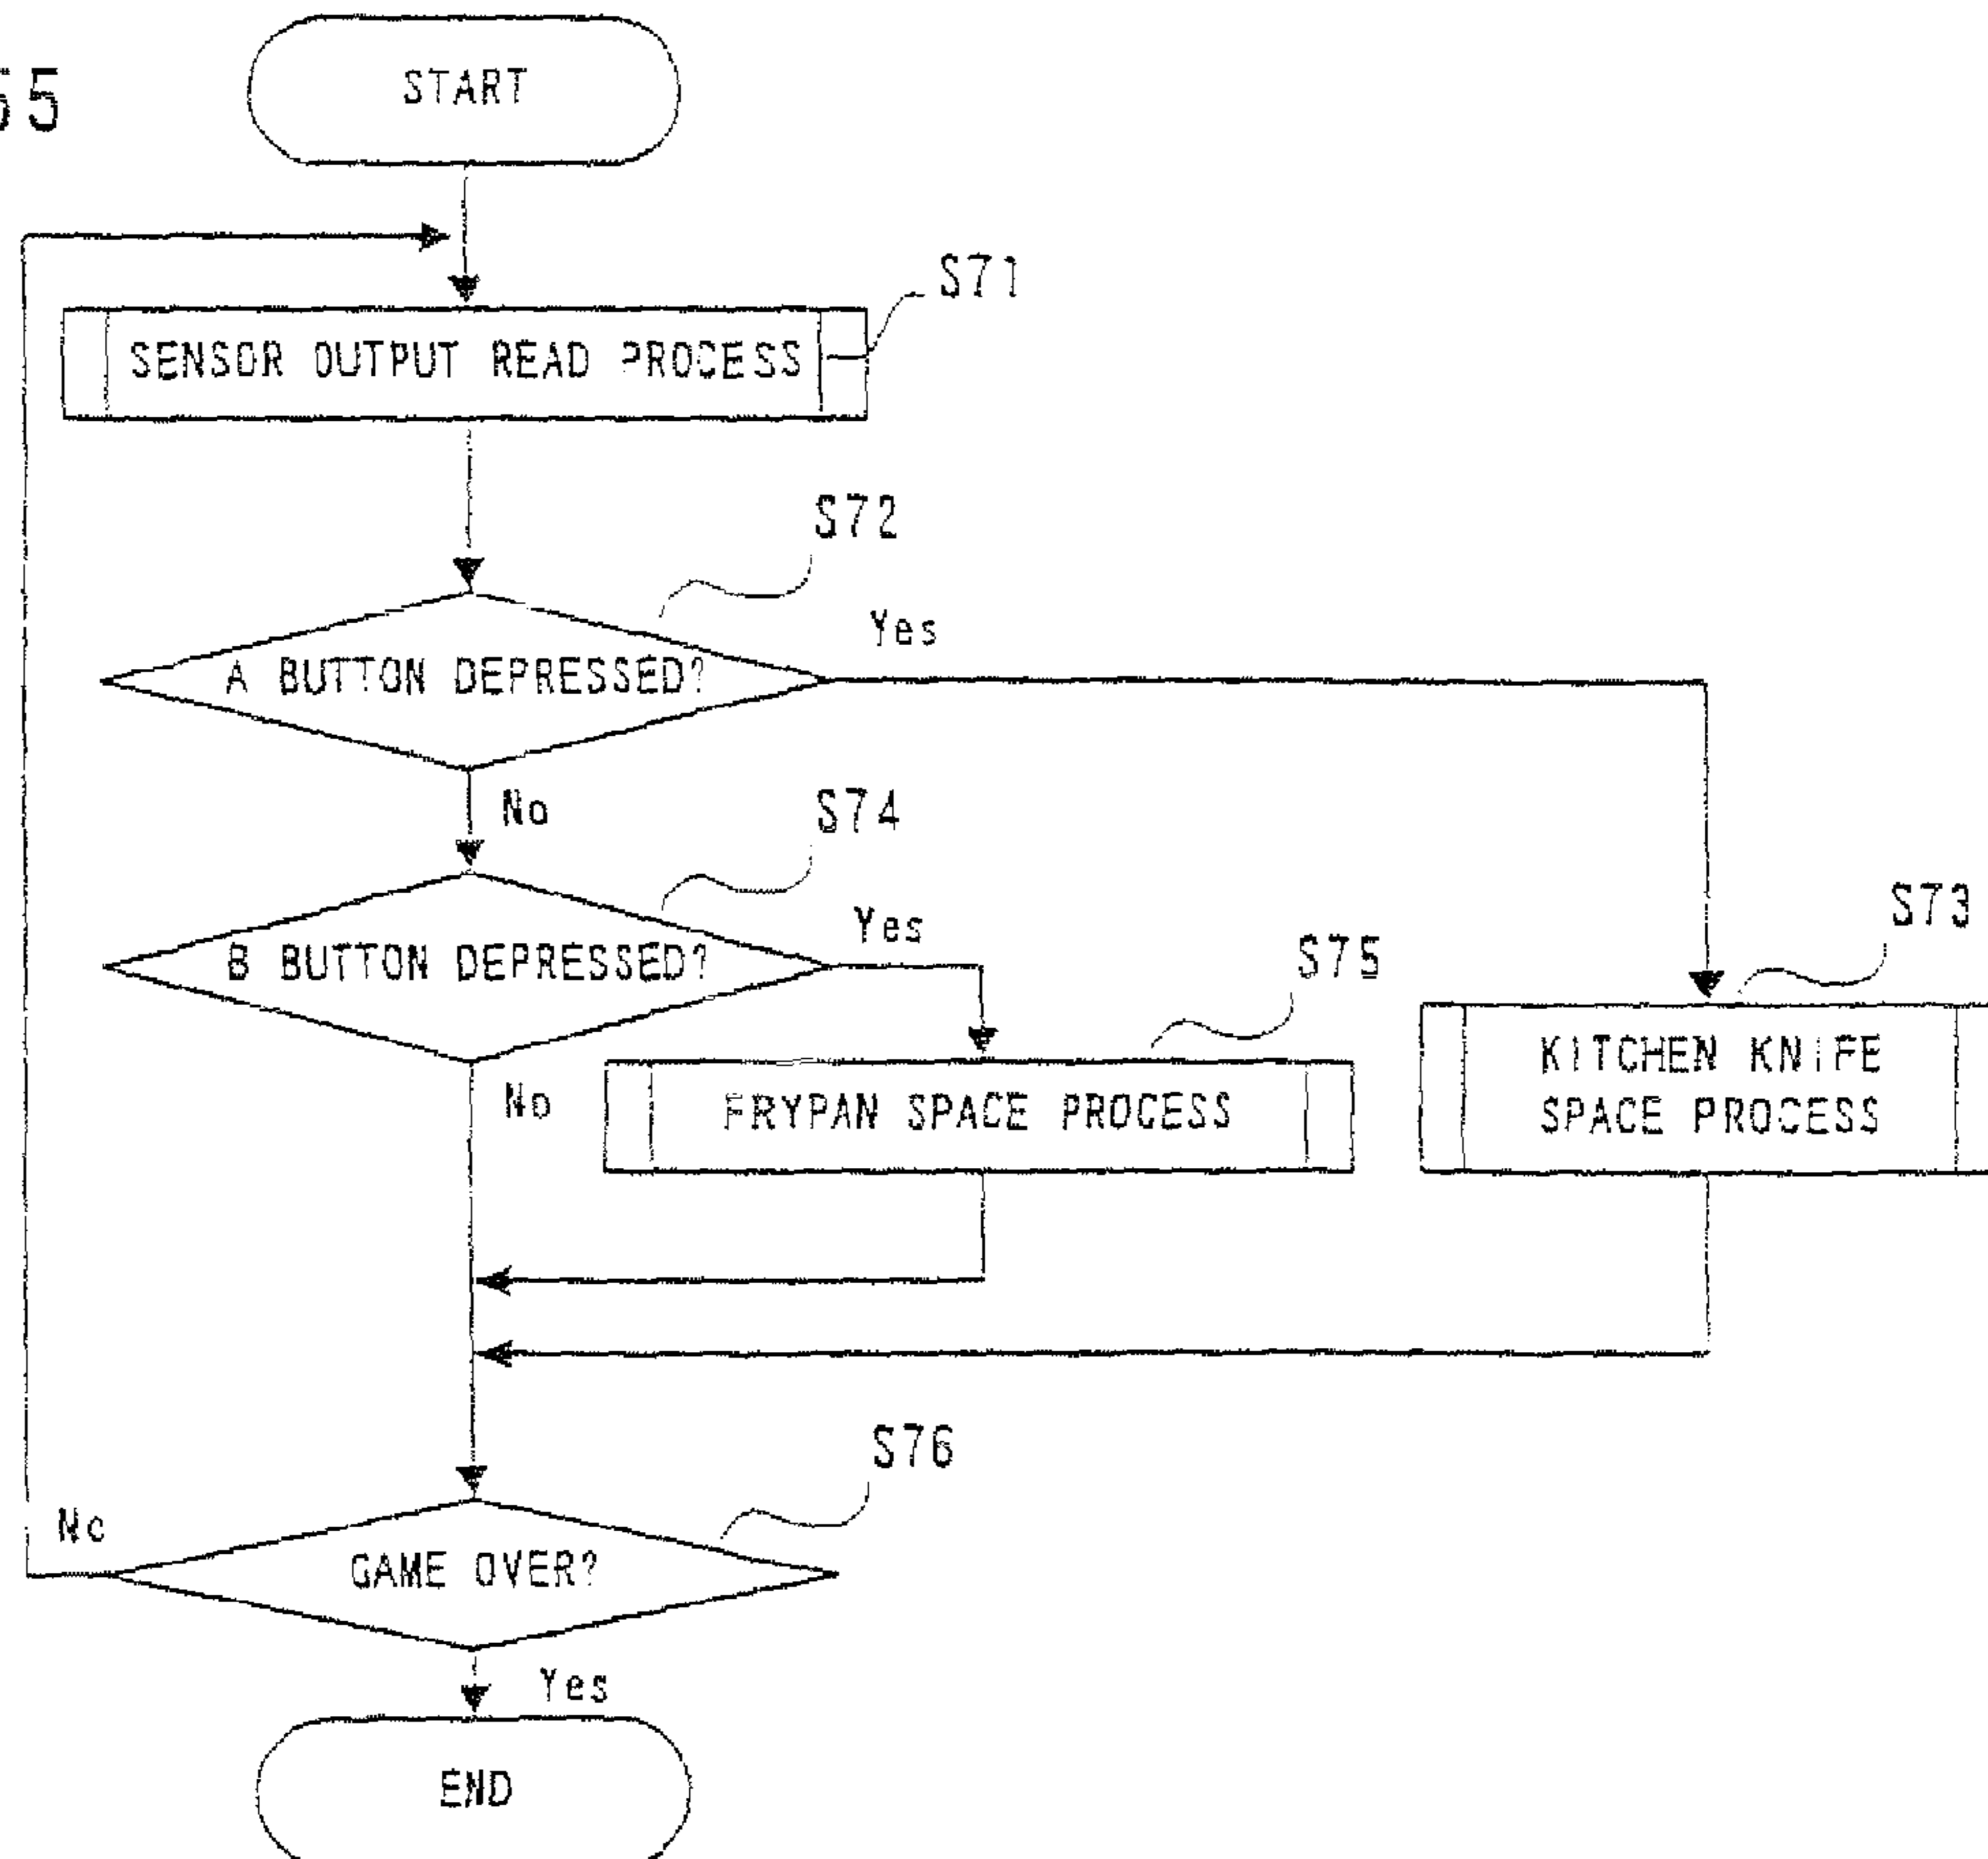 55
START
S71
SENSOR OUTPUT READ PROCESS
S72
Yes
A BUTTON DEPRESSED?
No
S74
Yes
B BUTTON DEPRESSED?
S73
S75
No
FRYPAN SPACE PROCESS
KITCHEN KNIFE
SPACE PROCESS
S76
No
GAME OVER?
Yes
END